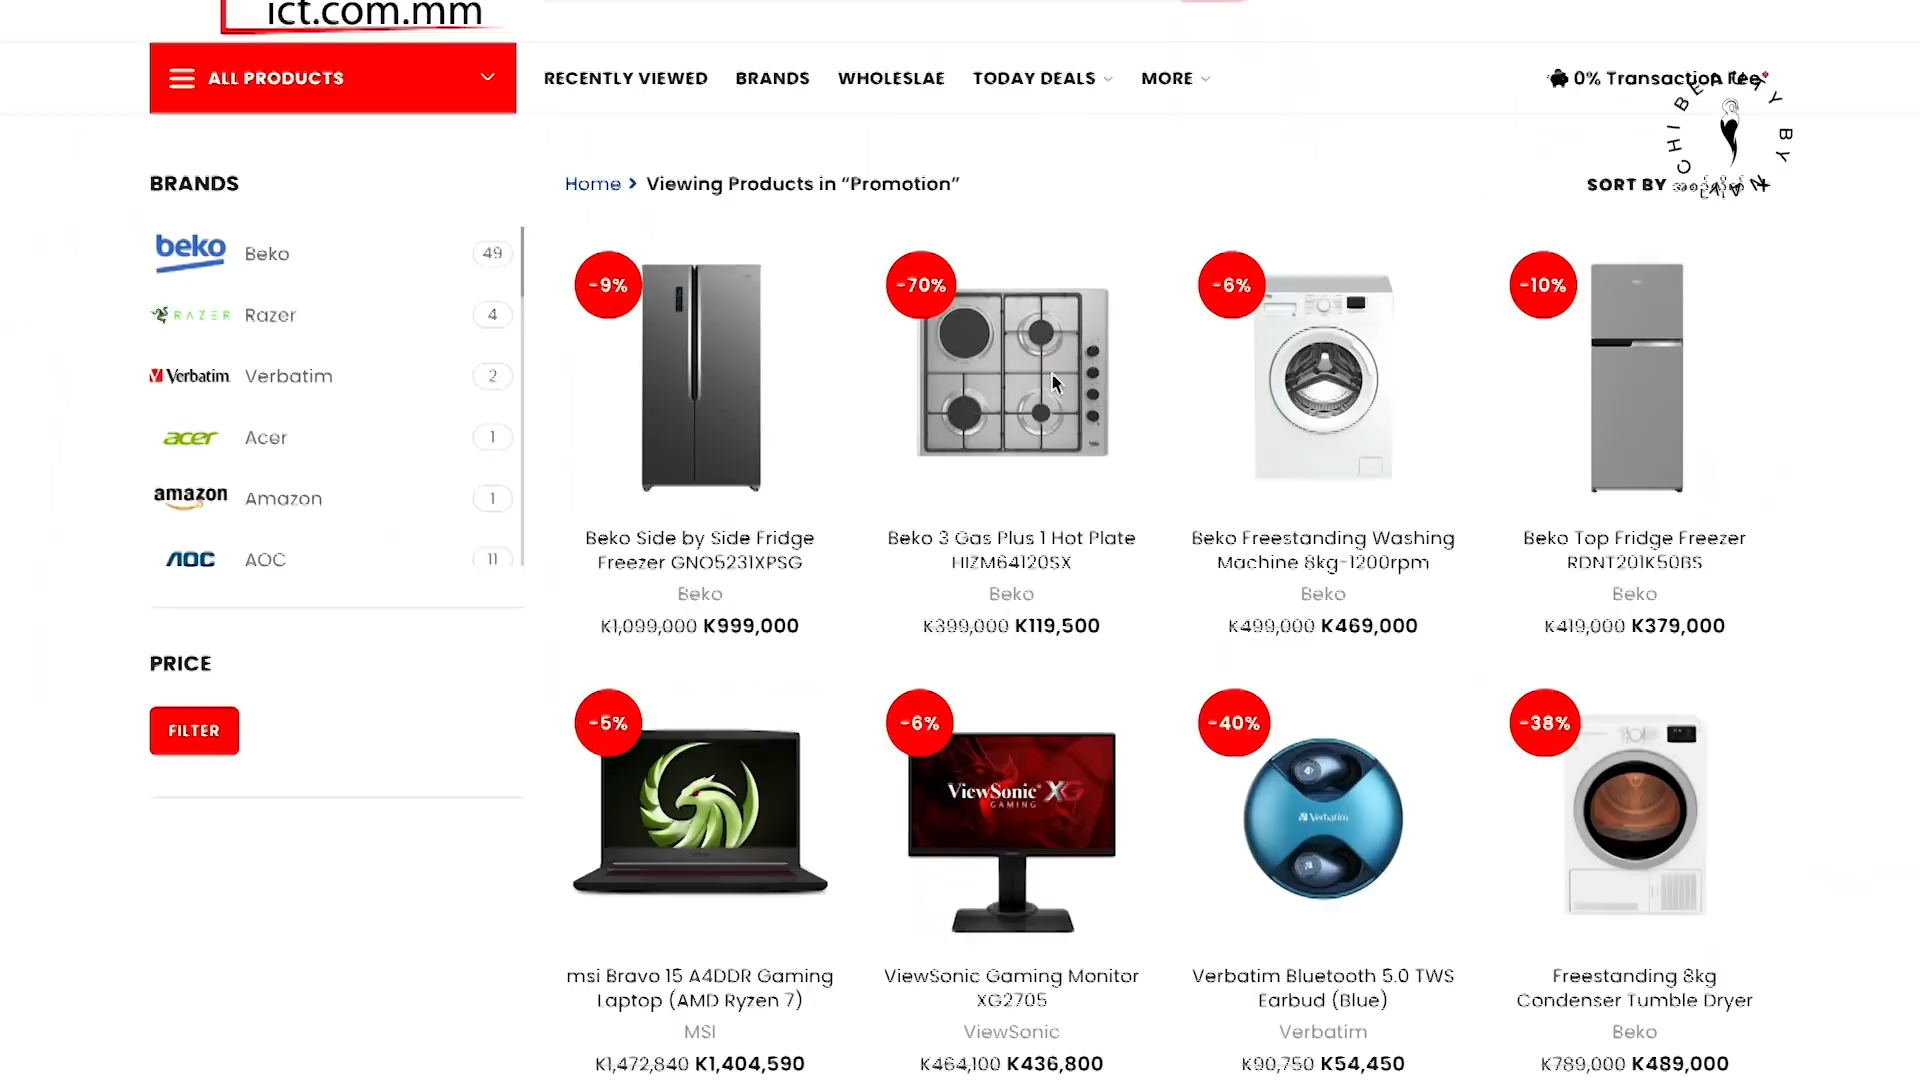 ict.com.mm
ALL PRODUCTS
RECENTLY VIEWED
BRANDS
WHOLESLAE
TODAY DEALS
MORE
0% Transaction Fee*
CHI BEAUTY BY NAY
BRANDS
Home > Viewing Products in “Promotion”
SORT BY
beko Beko 49
RAZER Razer 4
Verbatim Verbatim 2
acer Acer 1
amazon Amazon 1
AOC AOC 11
PRICE
FILTER
-9%
-70%
-6%
-10%
Beko Side by Side Fridge
Freezer GNO5231XPSG
Beko
K1,099,000 K999,000
Beko 3 Gas Plus 1 Hot Plate
HIZM64120SX
Beko
K399,000 K119,500
Beko Freestanding Washing
Machine 8kg-1200rpm
Beko
K499,000 K469,000
Beko Top Fridge Freezer
RDNT201K50BS
Beko
K419,000 K379,000
-5%
-6%
ViewSonic XG
GAMING
-40%
Verbatim
-38%
msi Bravo 15 A4DDR Gaming
Laptop (AMD Ryzen 7)
MSI
K1,472,840 K1,404,590
ViewSonic Gaming Monitor
XG2705
ViewSonic
K464,100 K436,800
Verbatim Bluetooth 5.0 TWS
Earbud (Blue)
Verbatim
K90,750 K54,450
Freestanding 8kg
Condenser Tumble Dryer
Beko
K789,000 K489,000